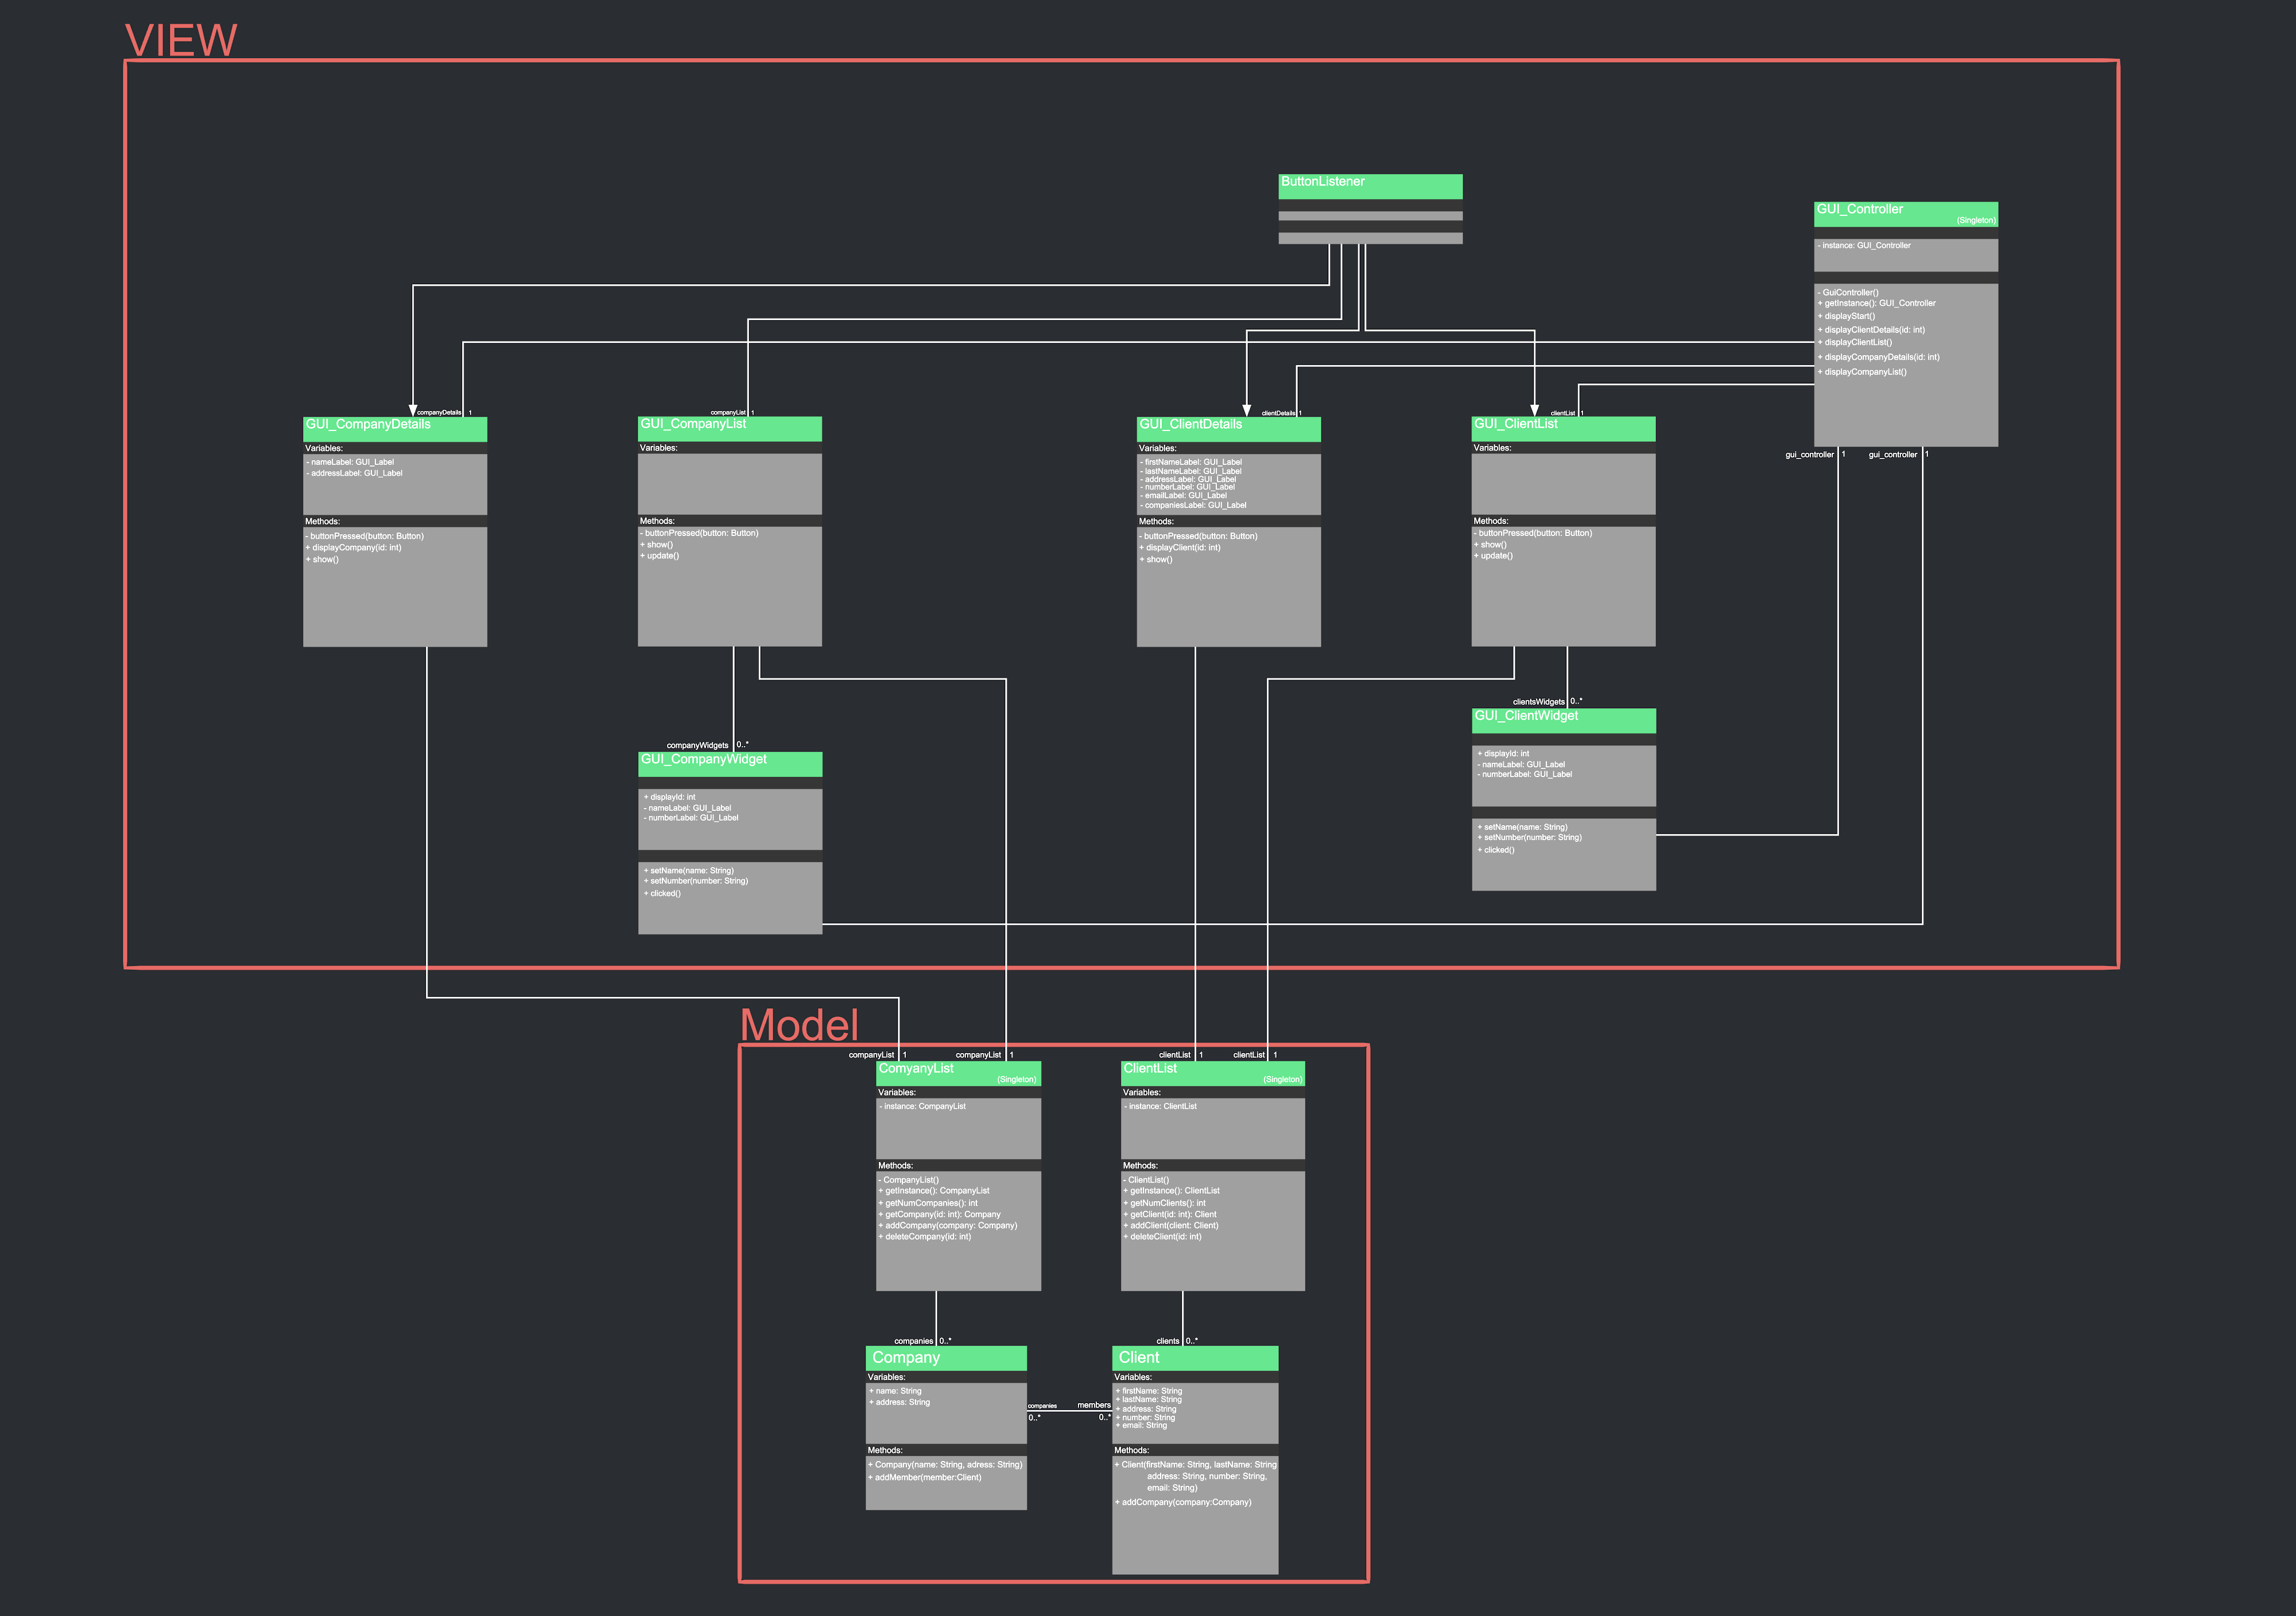 VIEW
ButtonListener
GUI_Controller
(Singleton)
- instance: GUI_Controller
- GuiController()
+ getInstance(): GUI_Controller
+ displayStart()
+ displayClientDetails(id: int)
+ displayClientList()
+ displayCompanyDetails(id: int)
+ displayCompanyList()
gui_controller 1
gui_controller 1
companyDetails 1
GUI_CompanyDetails
Variables:
- nameLabel: GUI_Label
- addressLabel: GUI_Label
Methods:
- buttonPressed(button: Button)
+ displayCompany(id: int)
+ show()
companyList 1
GUI_CompanyList
Variables:
Methods:
- buttonPressed(button: Button)
+ show()
+ update()
clientDetails 1
GUI_ClientDetails
Variables:
- firstNameLabel: GUI_Label
- lastNameLabel: GUI_Label
- addressLabel: GUI_Label
- numberLabel: GUI_Label
- emailLabel: GUI_Label
- companiesLabel: GUI_Label
Methods:
- buttonPressed(button: Button)
+ displayClient(id: int)
+ show()
clientList 1
GUI_ClientList
Variables:
Methods:
- buttonPressed(button: Button)
+ show()
+ update()
companyWidgets 0..*
GUI_CompanyWidget
+ displayId: int
- nameLabel: GUI_Label
- numberLabel: GUI_Label
+ setName(name: String)
+ setNumber(number: String)
+ clicked()
clientsWidgets 0..*
GUI_ClientWidget
+ displayId: int
- nameLabel: GUI_Label
- numberLabel: GUI_Label
+ setName(name: String)
+ setNumber(number: String)
+ clicked()
Model
companyList 1
companyList 1
ComyanyList
(Singleton)
Variables:
- instance: CompanyList
Methods:
- CompanyList()
+ getInstance(): CompanyList
+ getNumCompanies(): int
+ getCompany(id: int): Company
+ addCompany(company: Company)
+ deleteCompany(id: int)
clientList 1
clientList 1
ClientList
(Singleton)
Variables:
- instance: ClientList
Methods:
- ClientList()
+ getInstance(): ClientList
+ getNumClients(): int
+ getClient(id: int): Client
+ addClient(client: Client)
+ deleteClient(id: int)
companies 0..*
Company
Variables:
+ name: String
+ address: String
Methods:
+ Company(name: String, adress: String)
+ addMember(member:Client)
companies
0..*
members
0..*
clients 0..*
Client
Variables:
+ firstName: String
+ lastName: String
+ address: String
+ number: String
+ email: String
Methods:
+ Client(firstName: String, lastName: String
address: String, number: String,
email: String)
+ addCompany(company:Company)